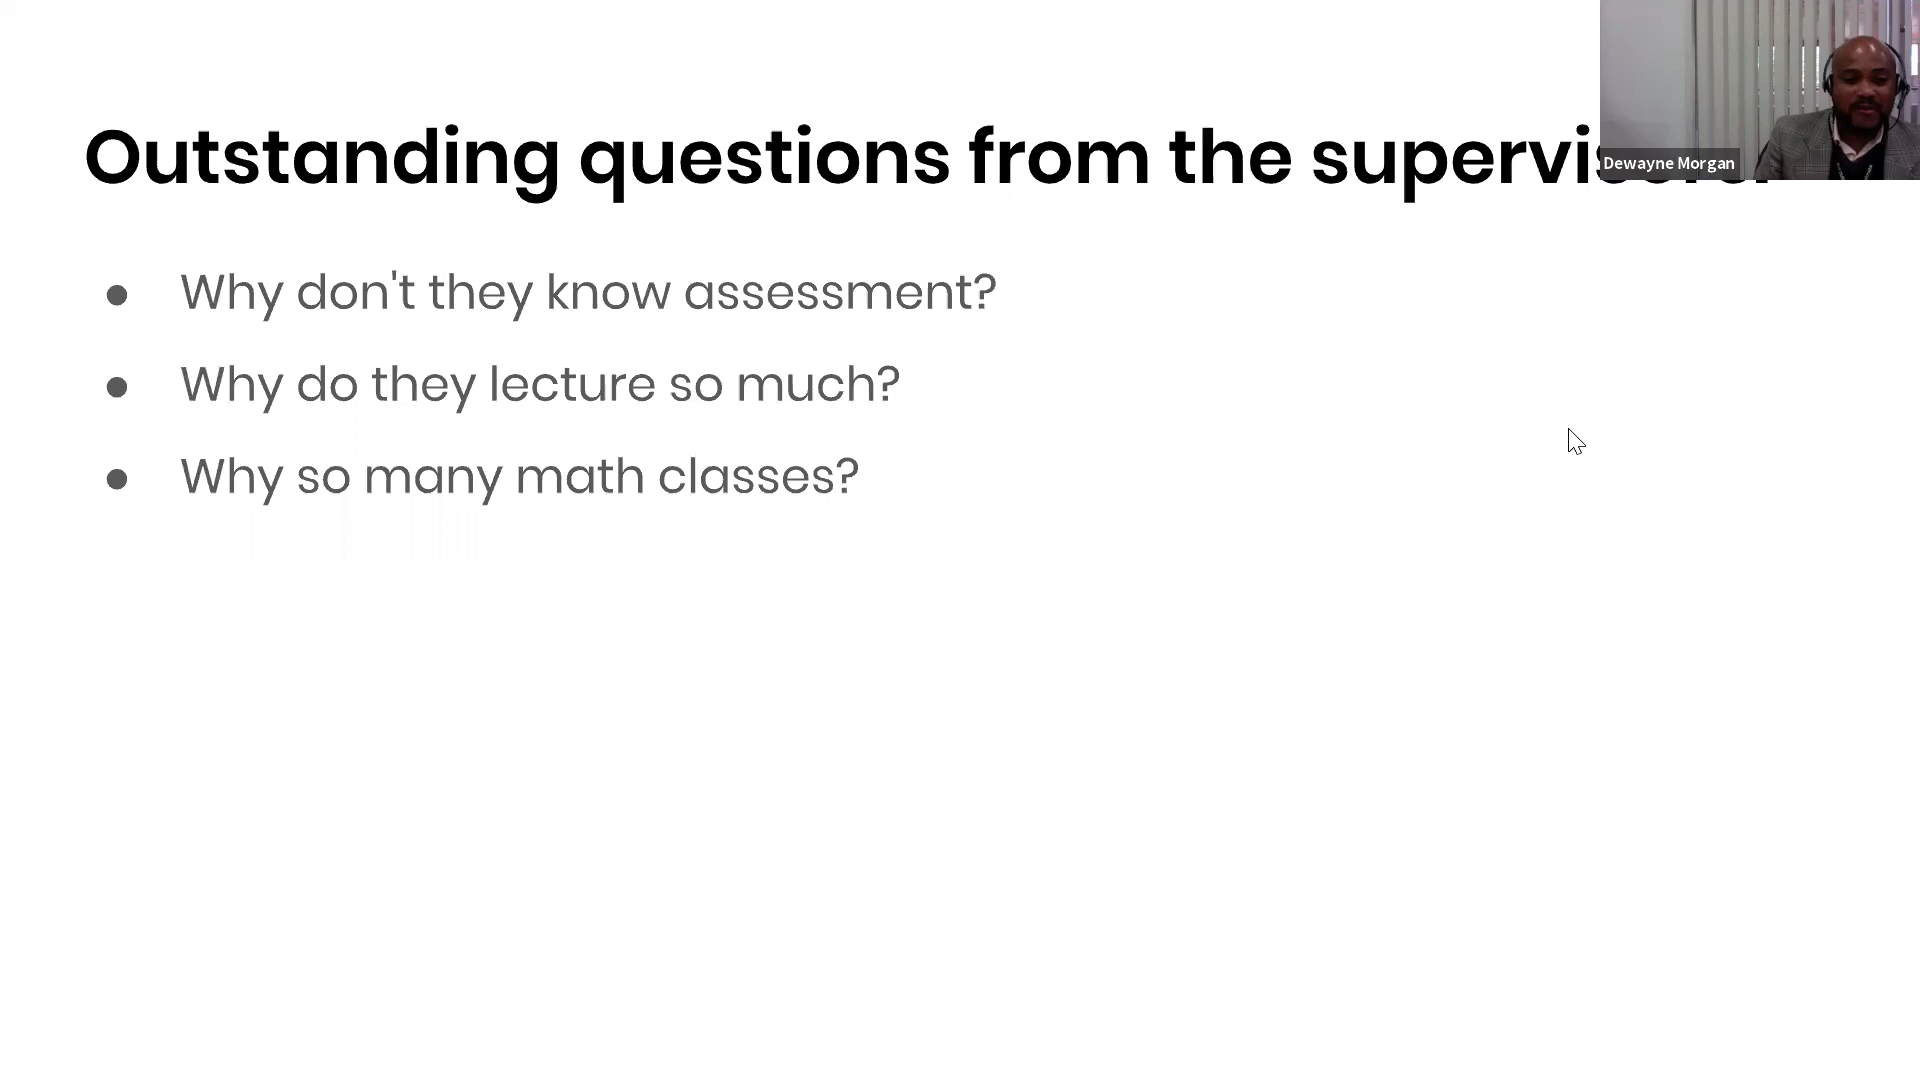 Outstanding questions from the
Dewayne Morgan
Why don't they know assessment?
Why do they lecture so much?
Why so many math classes?